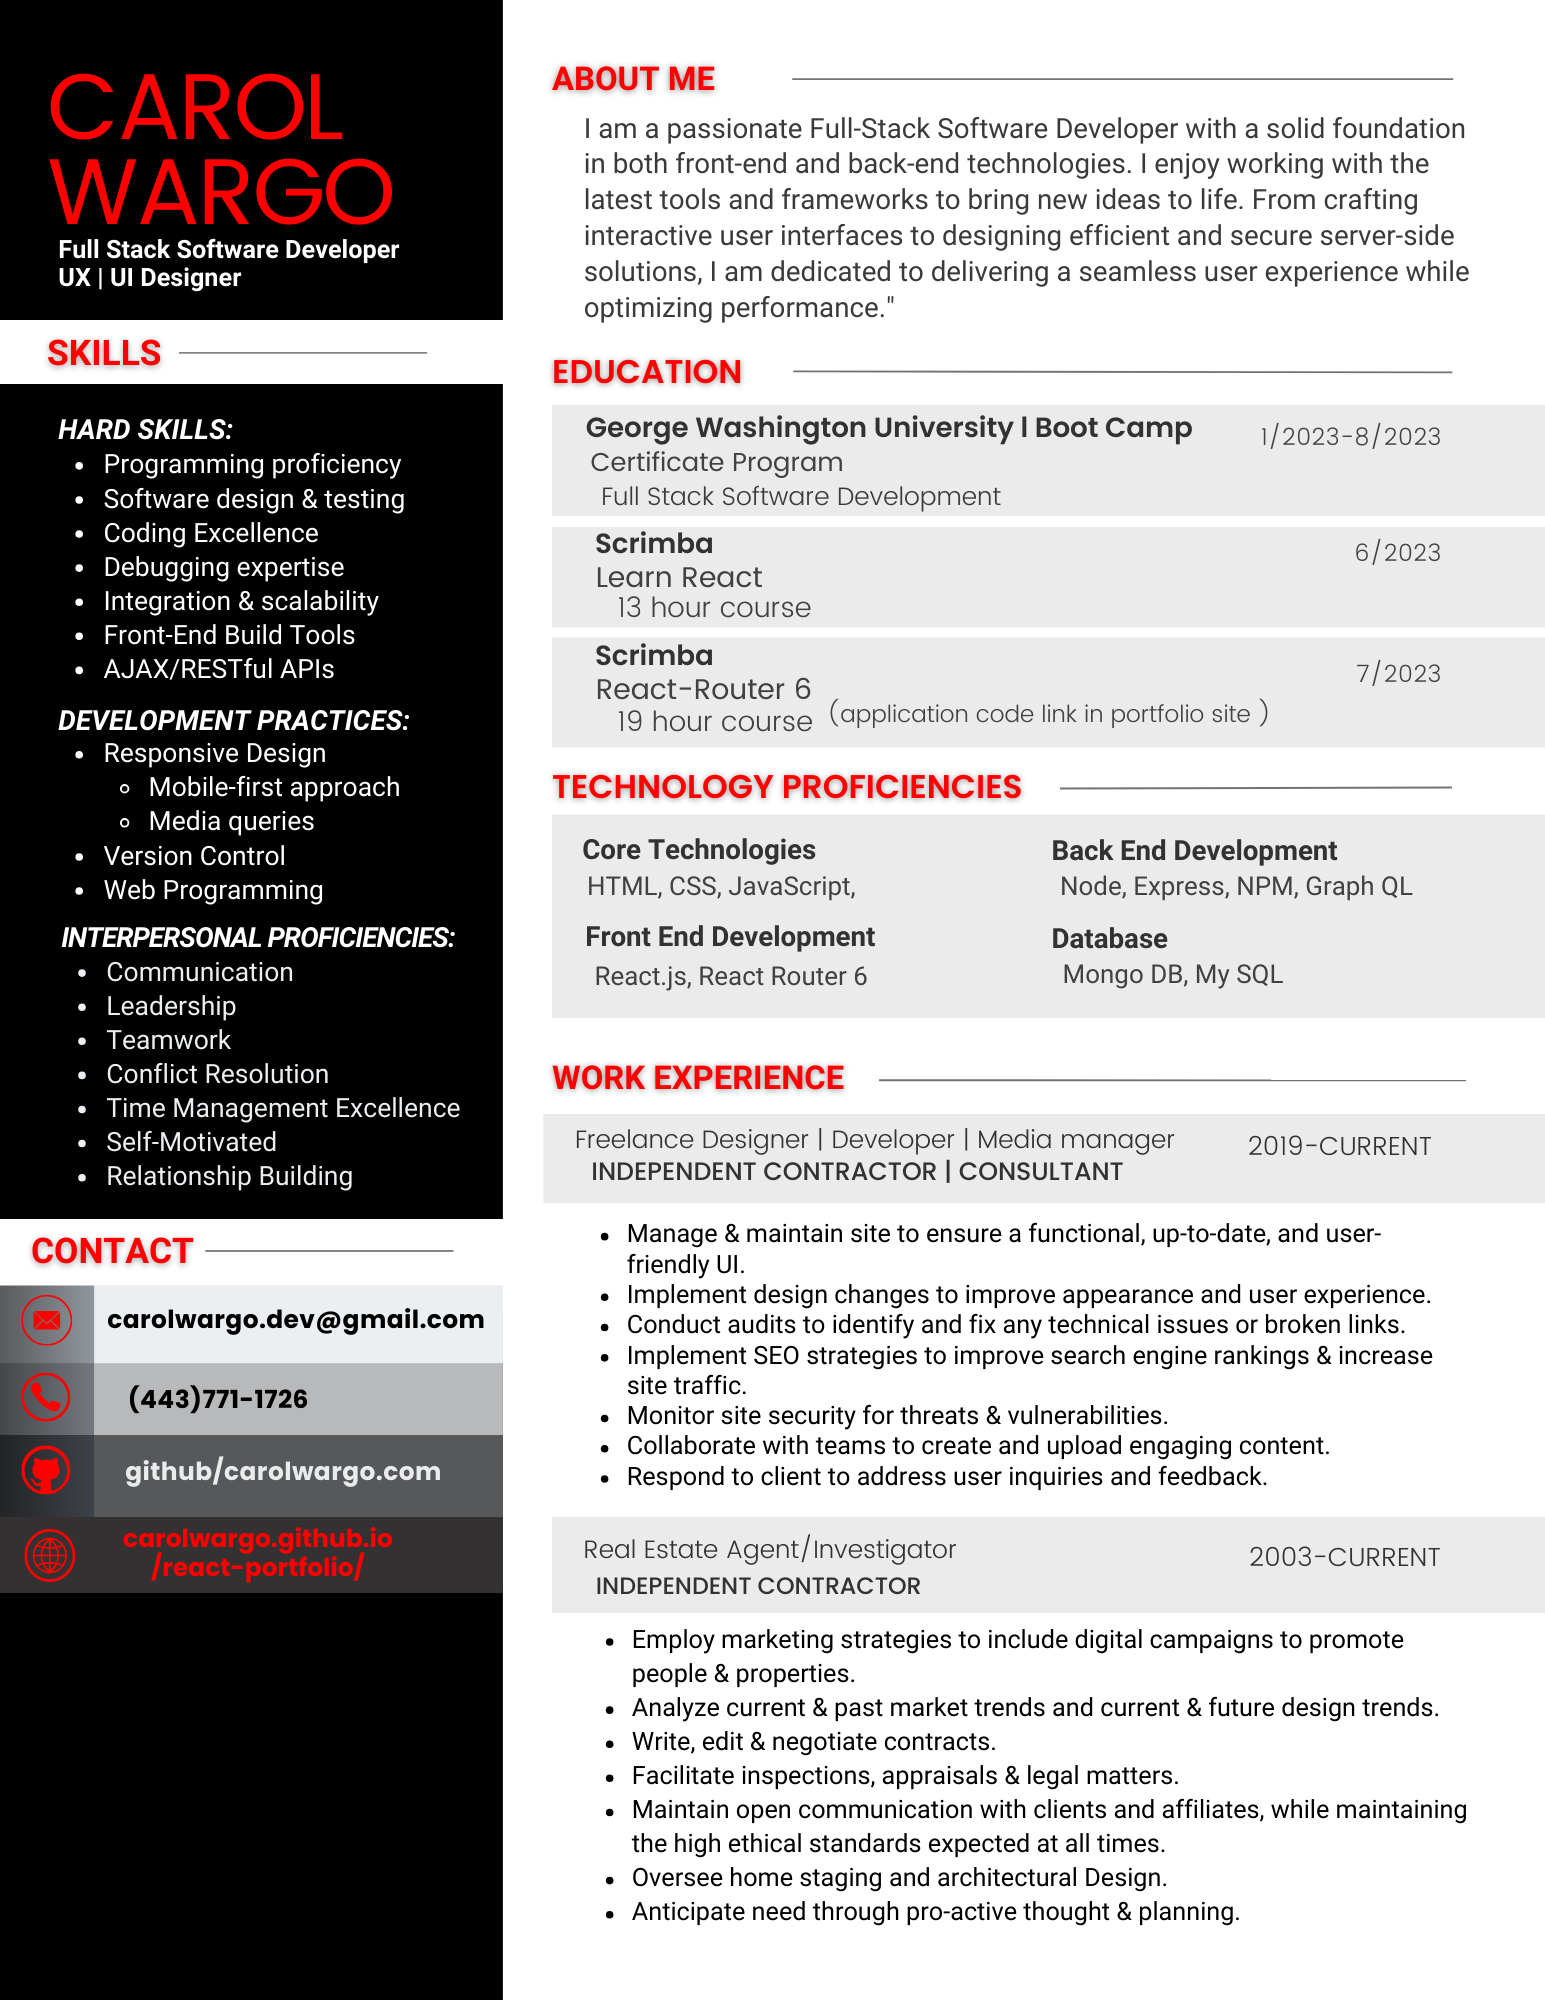 CAROL
WARGO
Full Stack Software Developer
UX | UI Designer
SKILLS
HARD SKILLS:
• Programming proficiency
• Software design & testing
• Coding Excellence
• Debugging expertise
• Integration & scalability
• Front-End Build Tools
• AJAX/RESTful APIs
DEVELOPMENT PRACTICES:
• Responsive Design
◦ Mobile-first approach
◦ Media queries
• Version Control
• Web Programming
INTERPERSONAL PROFICIENCIES:
• Communication
• Leadership
• Teamwork
• Conflict Resolution
• Time Management Excellence
• Self-Motivated
• Relationship Building
CONTACT
carolwargo.dev@gmail.com
(443)771-1726
github/carolwargo.com
carolwargo.github.io
/react-portfolio/
ABOUT ME
I am a passionate Full-Stack Software Developer with a solid foundation
in both front-end and back-end technologies. I enjoy working with the
latest tools and frameworks to bring new ideas to life. From crafting
interactive user interfaces to designing efficient and secure server-side
solutions, I am dedicated to delivering a seamless user experience while
optimizing performance."
EDUCATION
George Washington University l Boot Camp 1/2023-8/2023
Certificate Program
Full Stack Software Development
Scrimba 6/2023
Learn React
13 hour course
Scrimba 7/2023
React-Router 6
19 hour course (application code link in portfolio site )
TECHNOLOGY PROFICIENCIES
Core Technologies
HTML, CSS, JavaScript,
Front End Development
React.js, React Router 6
Back End Development
Node, Express, NPM, Graph QL
Database
Mongo DB, My SQL
WORK EXPERIENCE
Freelance Designer | Developer | Media manager 2019-CURRENT
INDEPENDENT CONTRACTOR | CONSULTANT
• Manage & maintain site to ensure a functional, up-to-date, and user-
friendly UI.
• Implement design changes to improve appearance and user experience.
• Conduct audits to identify and fix any technical issues or broken links.
• Implement SEO strategies to improve search engine rankings & increase
site traffic.
• Monitor site security for threats & vulnerabilities.
• Collaborate with teams to create and upload engaging content.
• Respond to client to address user inquiries and feedback.
Real Estate Agent/Investigator 2003-CURRENT
INDEPENDENT CONTRACTOR
• Employ marketing strategies to include digital campaigns to promote
people & properties.
• Analyze current & past market trends and current & future design trends.
• Write, edit & negotiate contracts.
• Facilitate inspections, appraisals & legal matters.
• Maintain open communication with clients and affiliates, while maintaining
the high ethical standards expected at all times.
• Oversee home staging and architectural Design.
• Anticipate need through pro-active thought & planning.